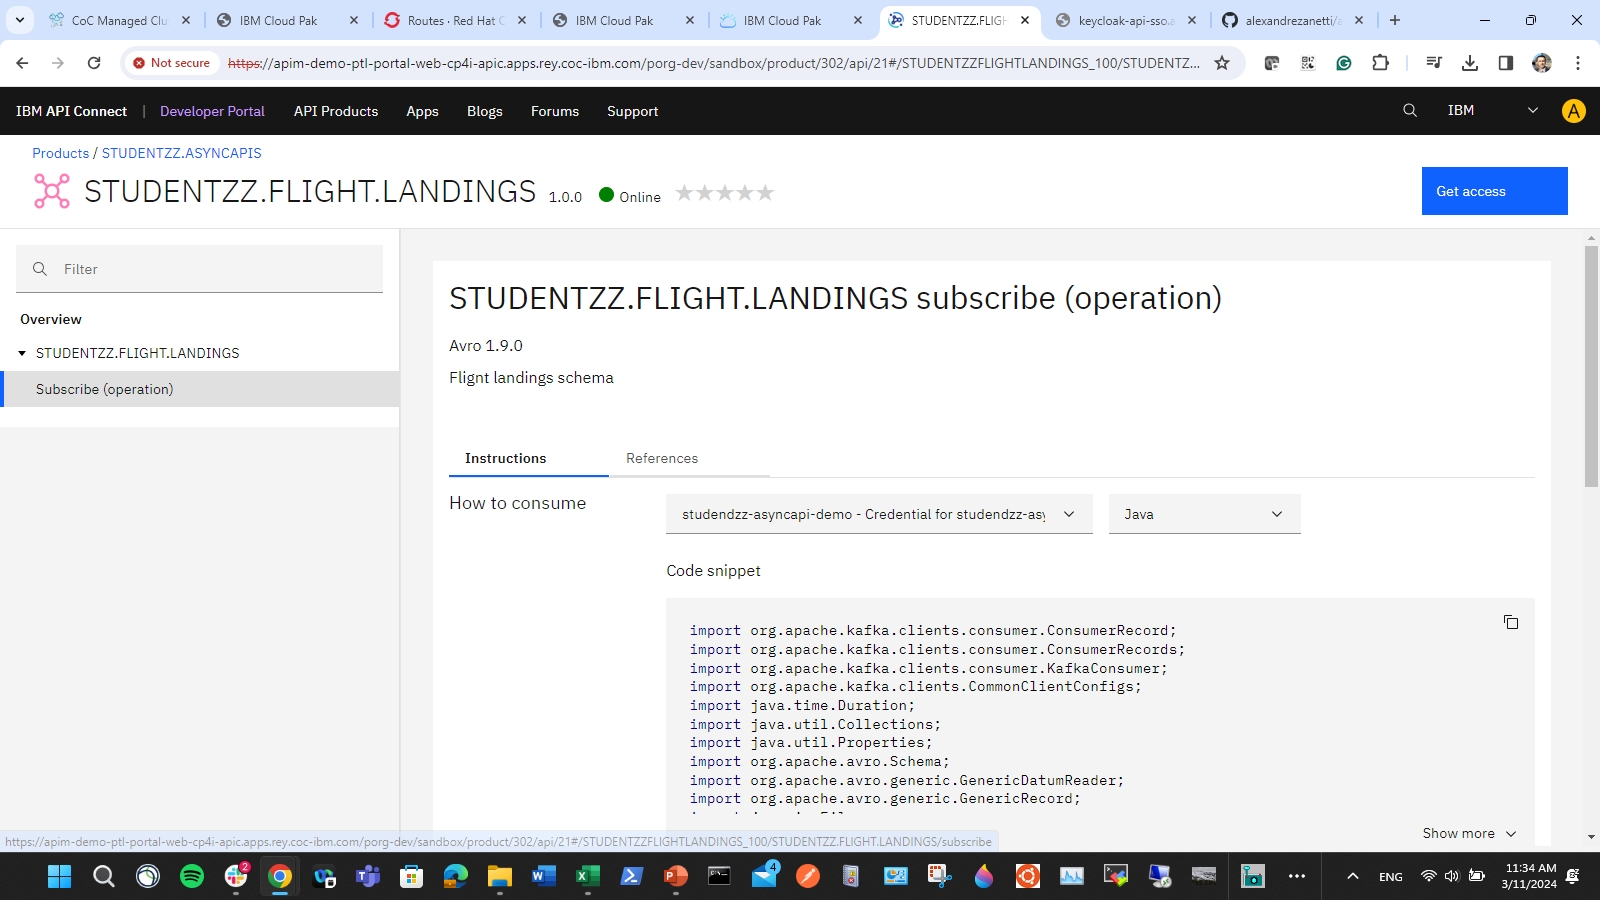 CoC Managed Clu
IBM Cloud Pak
Routes · Red Hat C
IBM Cloud Pak
IBM Cloud Pak
STUDENTZZ.FLIGH
keycloak-api-sso.a
alexandrezanetti/a
Not secure
https://apim-demo-ptl-portal-web-cp4i-apic.apps.rey.coc-ibm.com/porg-dev/sandbox/product/302/api/21#/STUDENTZZFLIGHTLANDINGS_100/STUDENTZ...
IBM API Connect | Developer Portal API Products Apps Blogs Forums Support IBM A
Products / STUDENTZZ.ASYNCAPIS
STUDENTZZ.FLIGHT.LANDINGS 1.0.0 Online
Get access
Filter
Overview
STUDENTZZ.FLIGHT.LANDINGS
Subscribe (operation)
STUDENTZZ.FLIGHT.LANDINGS subscribe (operation)
Avro 1.9.0
Flignt landings schema
Instructions References
How to consume
studendzz-asyncapi-demo - Credential for studendzz-asy
Java
Code snippet
import org.apache.kafka.clients.consumer.ConsumerRecord;
import org.apache.kafka.clients.consumer.ConsumerRecords;
import org.apache.kafka.clients.consumer.KafkaConsumer;
import org.apache.kafka.clients.CommonClientConfigs;
import java.time.Duration;
import java.util.Collections;
import java.util.Properties;
import org.apache.avro.Schema;
import org.apache.avro.generic.GenericDatumReader;
import org.apache.avro.generic.GenericRecord;
Show more
https://apim-demo-ptl-portal-web-cp4i-apic.apps.rey.coc-ibm.com/porg-dev/sandbox/product/302/api/21#/STUDENTZZFLIGHTLANDINGS_100/STUDENTZZ.FLIGHT.LANDINGS/subscribe
2
4
ENG
11:34 AM
3/11/2024